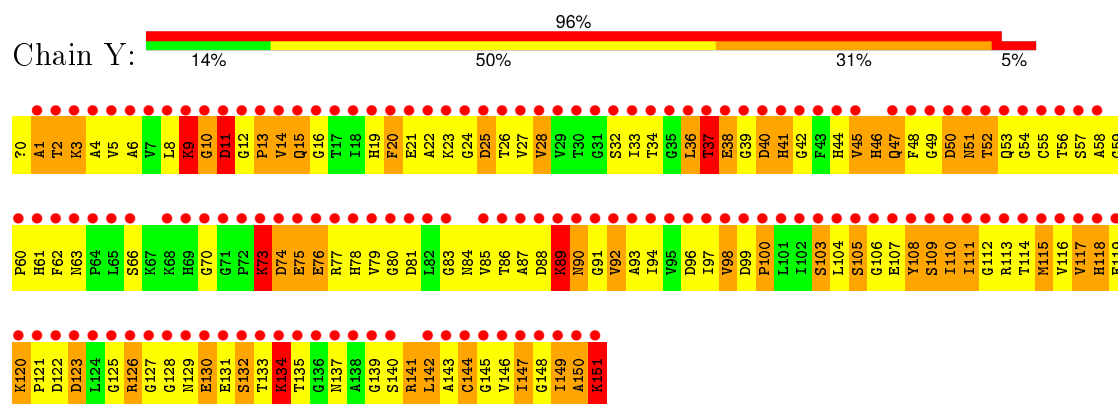 96%
Chain Y:
14% 50% 31% 5%
?0 A1 T2 K3 A4 V5 A6 V7 L8 K9 G10 D11 G12 P13 V14 Q15 G16 T17 I18 H19 F20 E21 A22 K23 G24 D25 T26 V27 V28 V29 T30 G31 S32 I33 T34 G35 L36 T37 E38 G39 D40 H41 G42 F43 H44 V45 H46 Q47 F48 G49 D50 N51 T52 Q53 G54 C55 T56 S57 A58
P60 H61 F62 N63 P64 L65 S66 K67 K68 H69 G70 G71 P72 K73 D74 E75 E76 R77 H78 V79 G80 D81 L82 G83 N84 V85 T86 A87 D88 K89 N90 G91 V92 A93 I94 V95 D96 I97 V98 D99 P100 L101 I102 S103 L104 S105 G106 E107 Y108 S109 I110 I111 G112 R113 T114 M115 V116 V117 H118
K120 P121 D122 D123 L124 G125 R126 G127 G128 N129 E130 E131 S132 T133 K134 T135 G136 N137 A138 G139 S140 R141 L142 A143 C144 G145 V146 I147 G148 I149 A150 K151